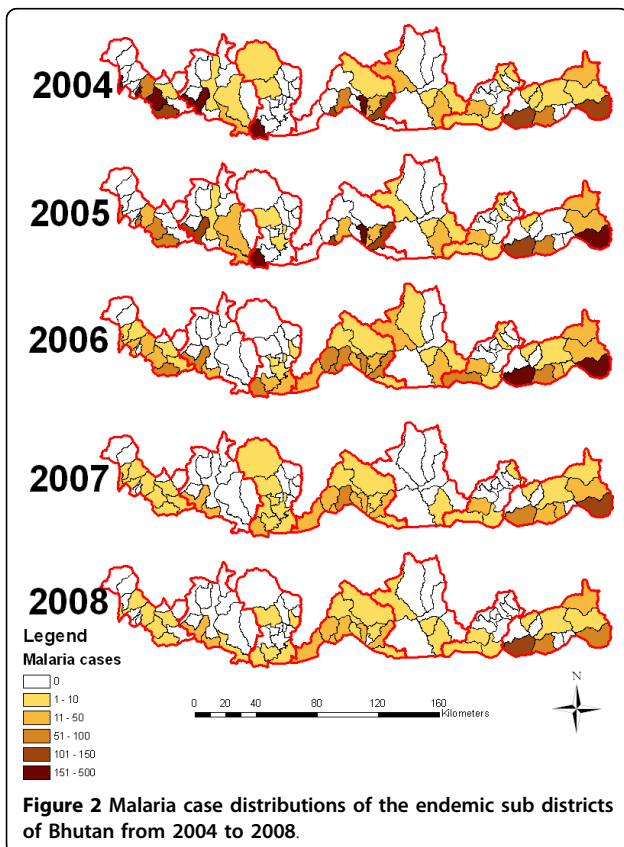 2004
2005
2006
2007
2008
Legend
Malaria cases
0
1 - 10
11 - 50
51 - 100
101 - 150
151 - 500
0 20 40 80 120 160
Kilometers
N
Figure 2 Malaria case distributions of the endemic sub districts
of Bhutan from 2004 to 2008.